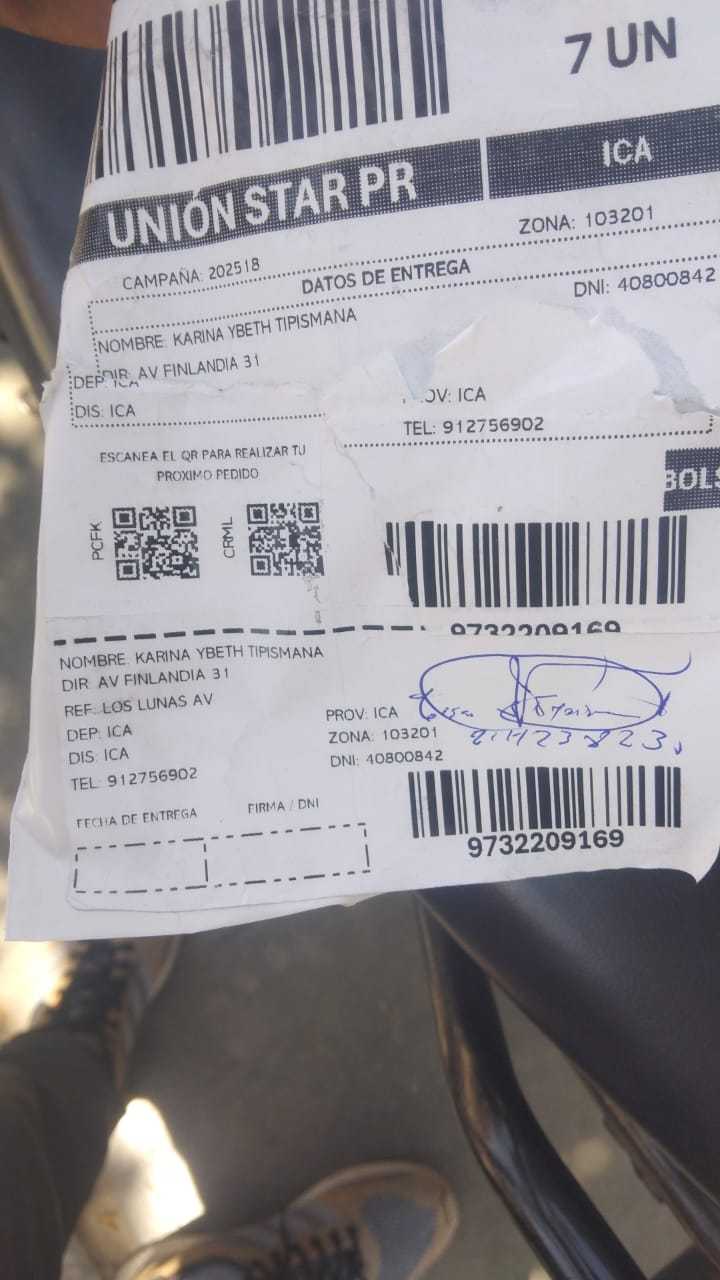 7 UN
UNIÓN STAR PR
ICA
CAMPAÑA: 202518
ZONA: 103201
DATOS DE ENTREGA
NOMBRE: KARINA YBETH TIPISMANA
DNI: 40800842
DIR: AV FINLANDIA 31
DEP: ICA
OV: ICA
DIS: ICA
TEL: 912756902
ESCANEA EL QR PARA REALIZAR TU
PROXIMO PEDIDO
BOLS
PCFK
CRML
9732209169
NOMBRE: KARINA YBETH TIPISMANA
DIR: AV FINLANDIA 31
REF: LOS LUNAS AV
DEP: ICA
PROV: ICA
DIS: ICA
ZONA: 103201
TEL: 912756902
DNI: 40800842
FECHA DE ENTREGA
FIRMA / DNI
9732209169